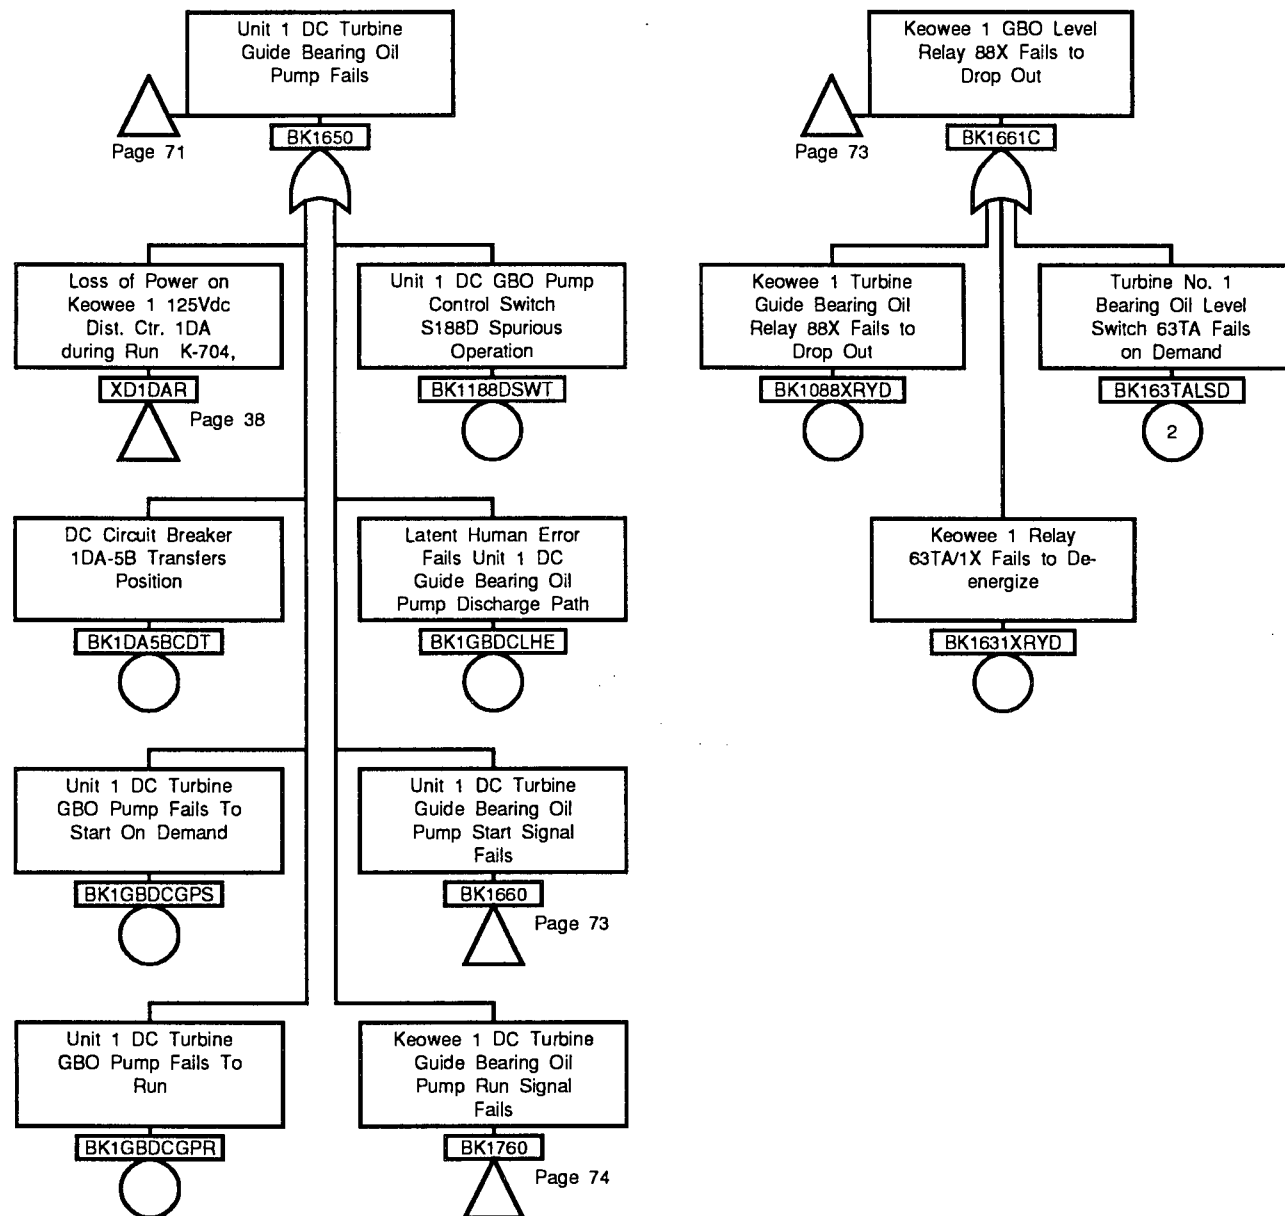 Unit 1 DC Turbine
Guide Bearing Oil
Pump Fails
Page 71
BK1650
Loss of Power on
Keowee 1 125Vdc
Dist. Ctr. 1DA
during Run K-704,
XD1DAR
Page 38
Unit 1 DC GBO Pump
Control Switch
S188D Spurious
Operation
BK1188DSWT
DC Circuit Breaker
1DA-5B Transfers
Position
BK1DA5BCDT
Latent Human Error
Fails Unit 1 DC
Guide Bearing Oil
Pump Discharge Path
BK1GBDCLHE
Unit 1 DC Turbine
GBO Pump Fails To
Start On Demand
BK1GBDCGPS
Unit 1 DC Turbine
Guide Bearing Oil
Pump Start Signal
Fails
BK1660
Page 73
Unit 1 DC Turbine
GBO Pump Fails To
Run
BK1GBDCGPR
Keowee 1 DC Turbine
Guide Bearing Oil
Pump Run Signal
Fails
BK1760
Page 74
Keowee 1 GBO Level
Relay 88X Fails to
Drop Out
Page 73
BK1661C
Keowee 1 Turbine
Guide Bearing Oil
Relay 88X Fails to
Drop Out
BK1088XRYD
Turbine No. 1
Bearing Oil Level
Switch 63TA Fails
on Demand
BK163TALSD
2
Keowee 1 Relay
63TA/1X Fails to De-
energize
BK1631XRYD